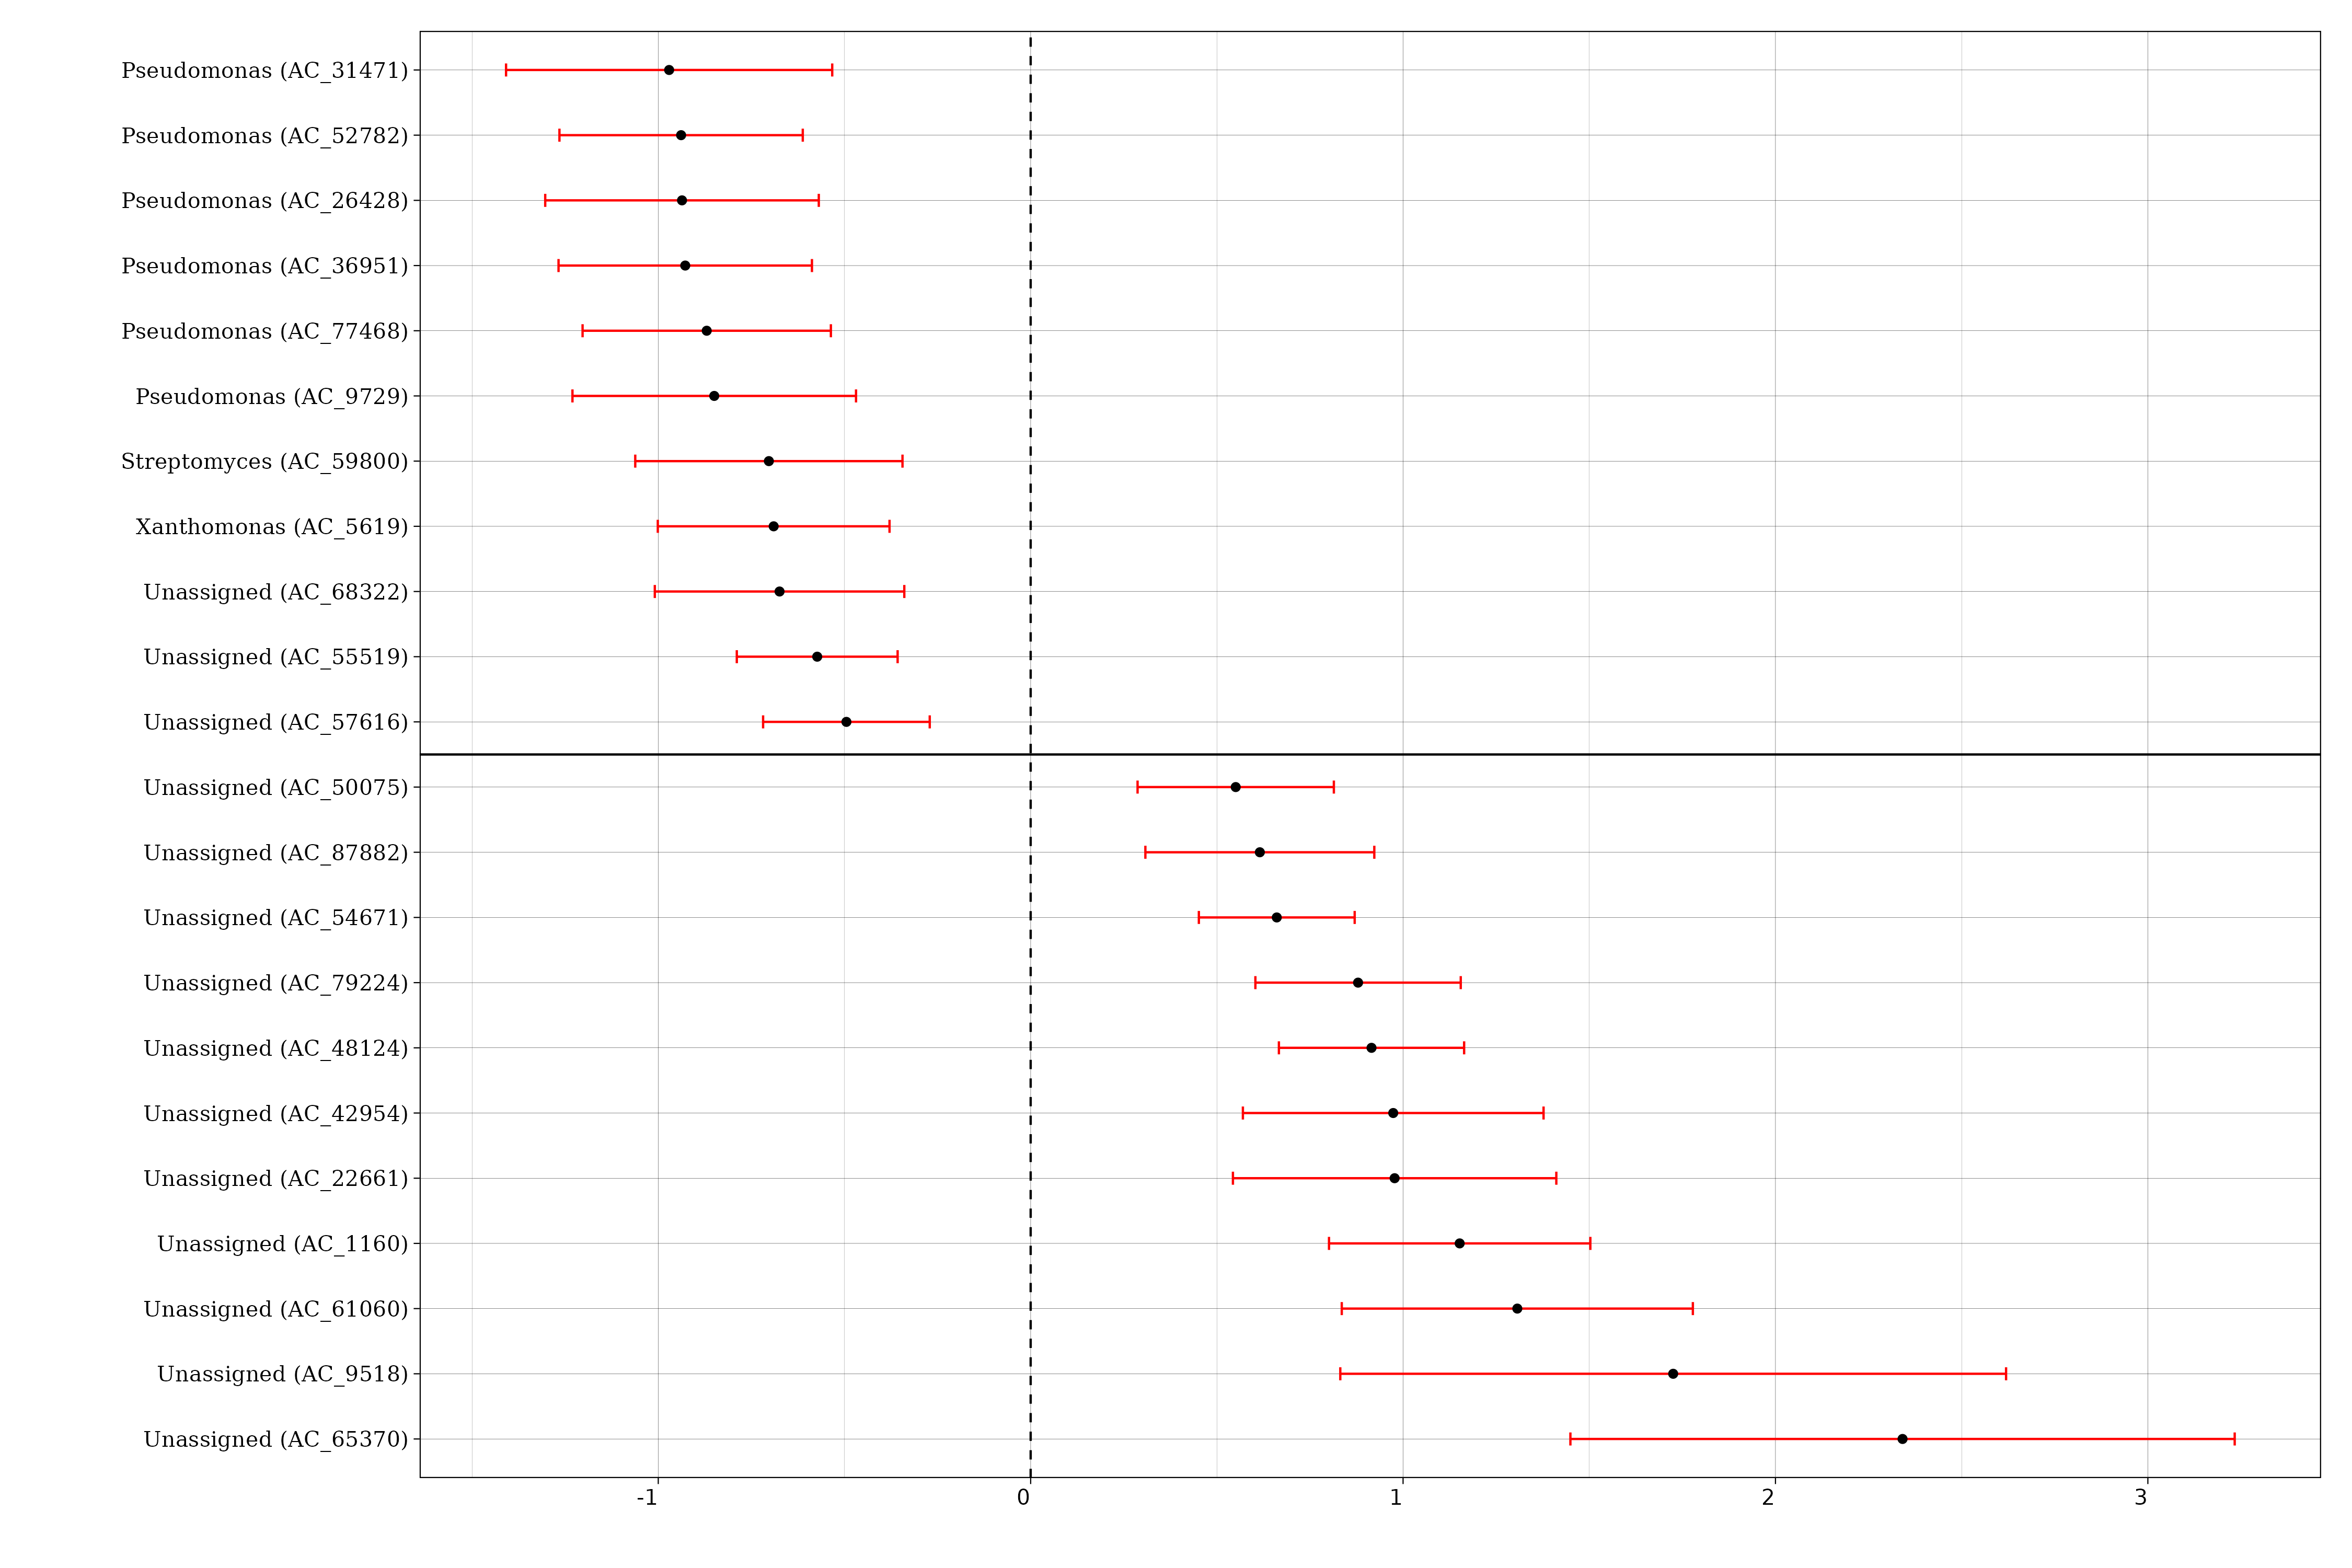 Pseudomonas (AC_31471)
Pseudomonas (AC_52782)
Pseudomonas (AC_26428)
Pseudomonas (AC_36951)
Pseudomonas (AC_77468)
Pseudomonas (AC_9729)
Streptomyces (AC_59800)
Xanthomonas (AC_5619)
Unassigned (AC_68322)
Unassigned (AC_55519)
Unassigned (AC_57616)
Unassigned (AC_50075)
Unassigned (AC_87882)
Unassigned (AC_54671)
Unassigned (AC_79224)
Unassigned (AC_48124)
Unassigned (AC_42954)
Unassigned (AC_22661)
Unassigned (AC_1160)
Unassigned (AC_61060)
Unassigned (AC_9518)
Unassigned (AC_65370)
-1 0 1 2 3